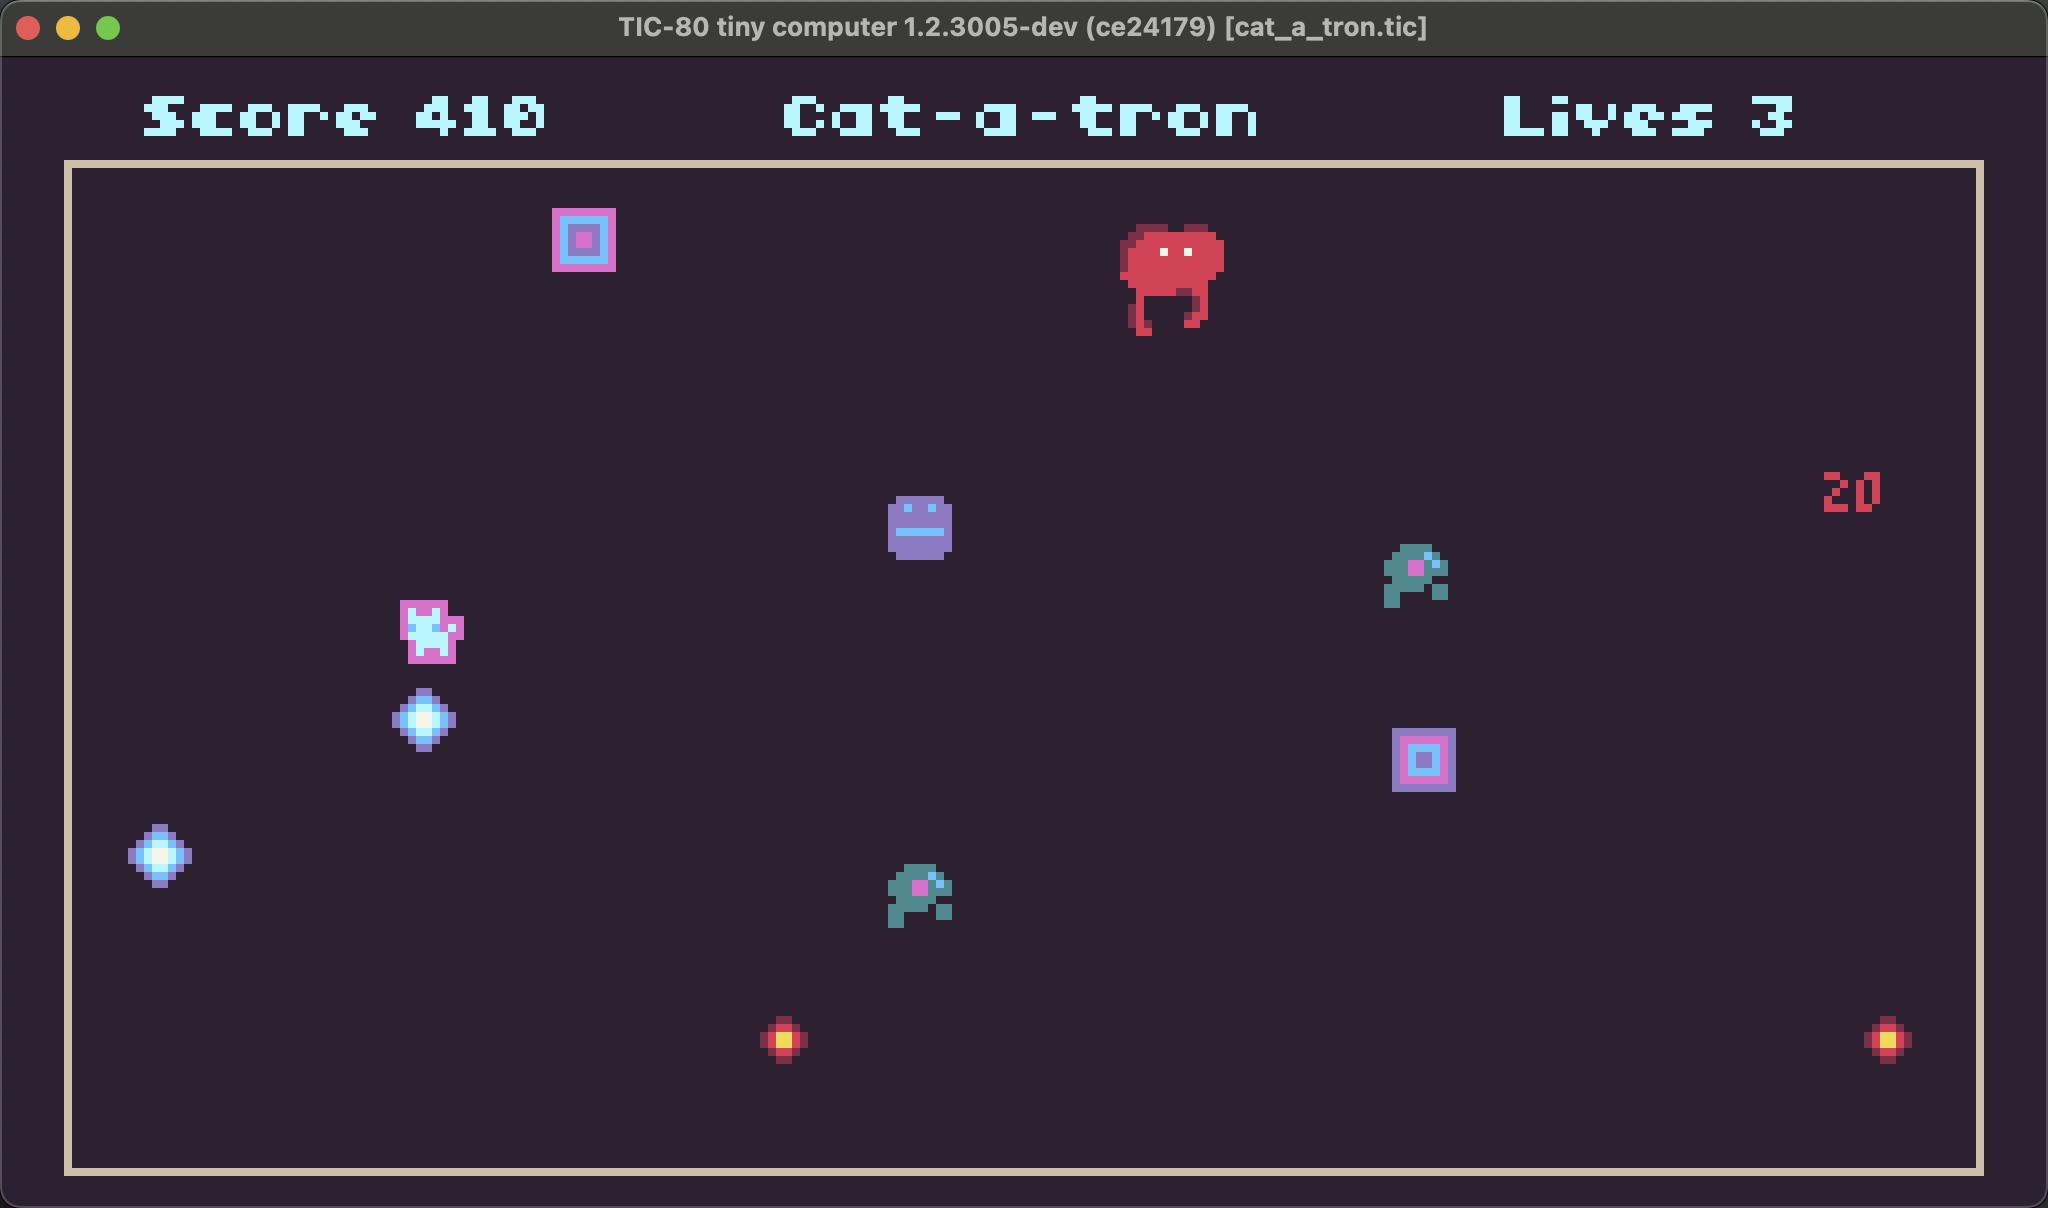 TIC-80 tiny computer 1.2.3005-dev (ce24179) [cat_a_tron.tic]
Score 410 Cat-a-tron Lives 3
20